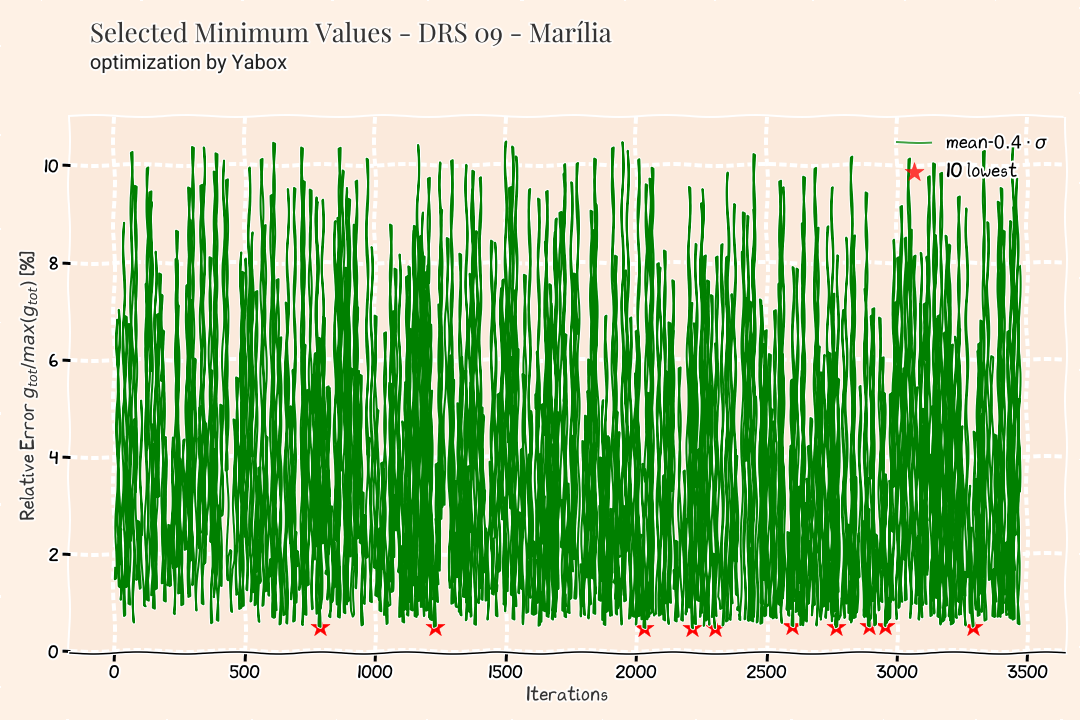 Selected Minimum Values - DRS 09 - Marília
optimization by Yabox
mean-0.4 · σ
10 lowest
Relative Error g_tot/max(g_tot) [%]
10
8
6
4
2
0
0 500 1000 1500 2000 2500 3000 3500
Iterations